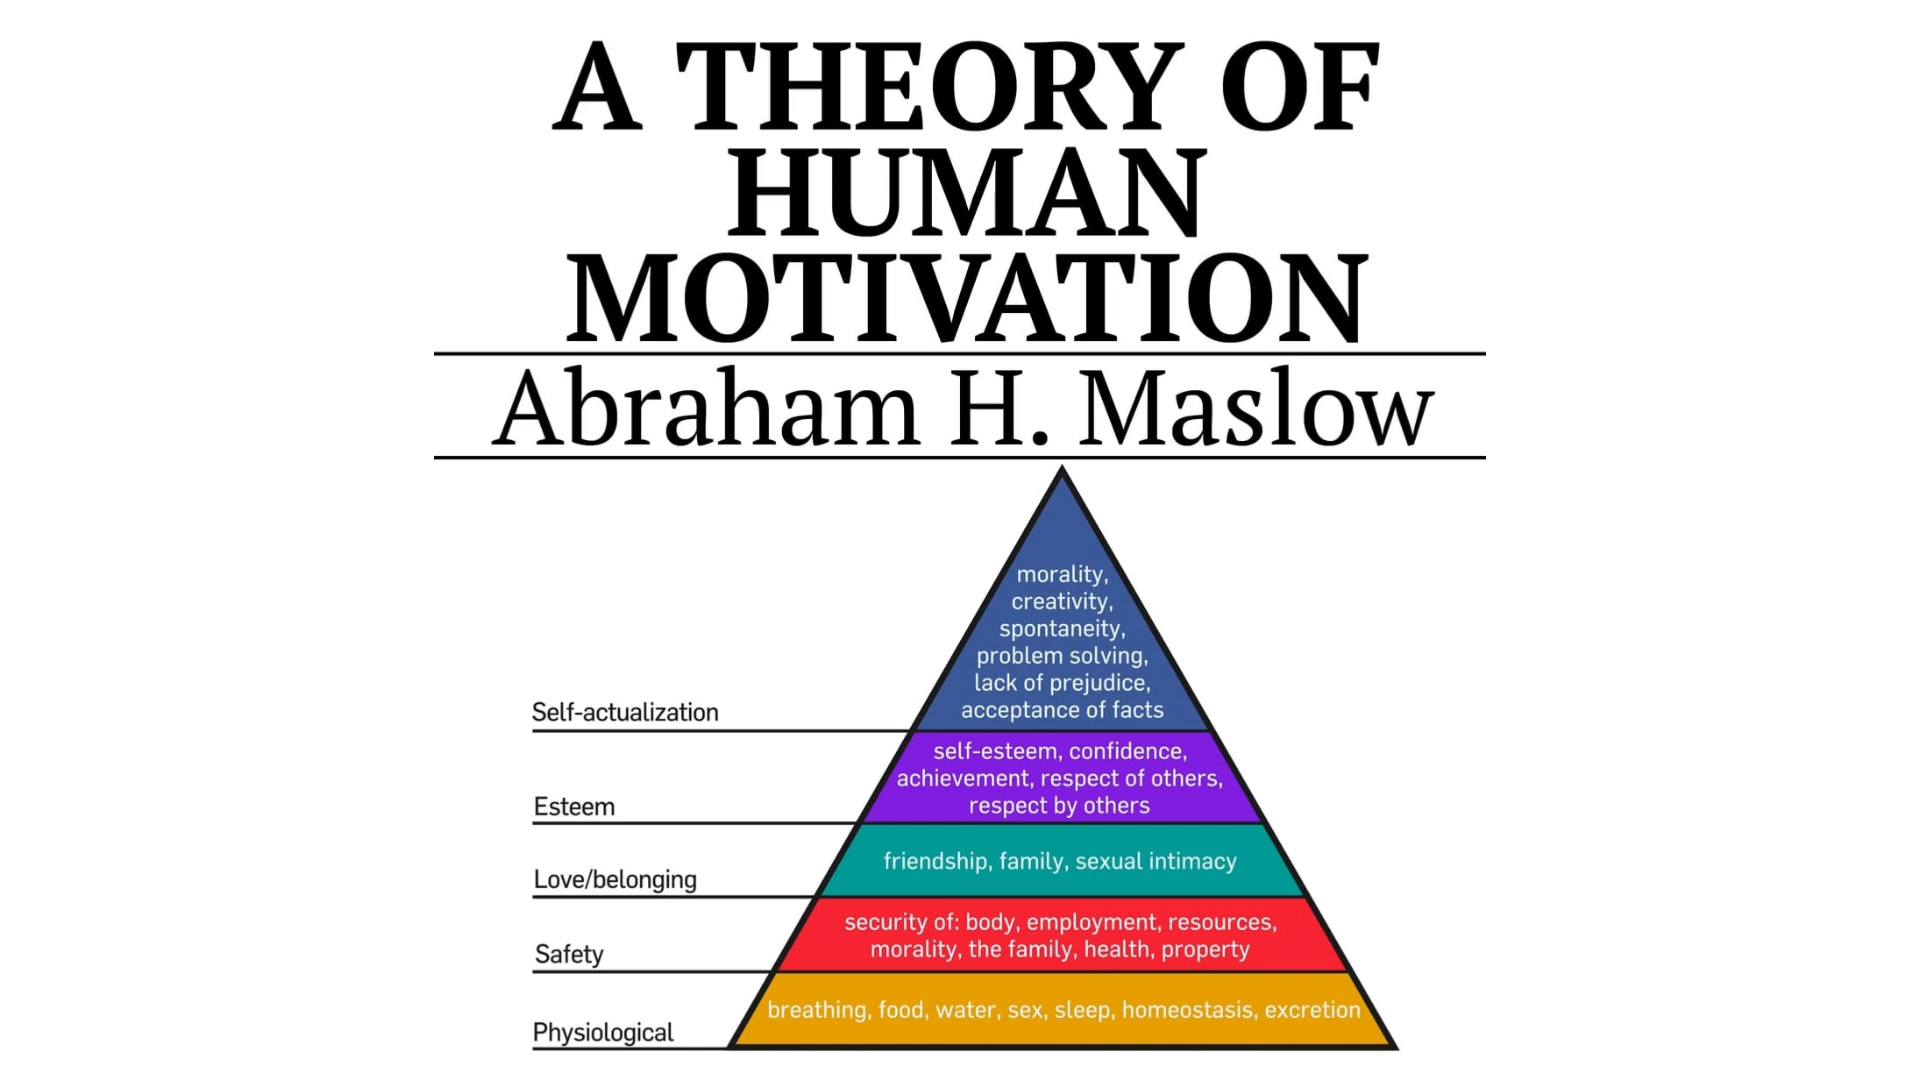 A THEORY OF
HUMAN
MOTIVATION
Abraham H. Maslow
morality,
creativity,
spontaneity,
problem solving,
lack of prejudice,
acceptance of facts
Self-actualization
self-esteem, confidence,
achievement, respect of others,
respect by others
Esteem
friendship, family, sexual intimacy
Love/belonging
security of: body, employment, resources,
morality, the family, health, property
Safety
breathing, food, water, sex, sleep, homeostasis, excretion
Physiological